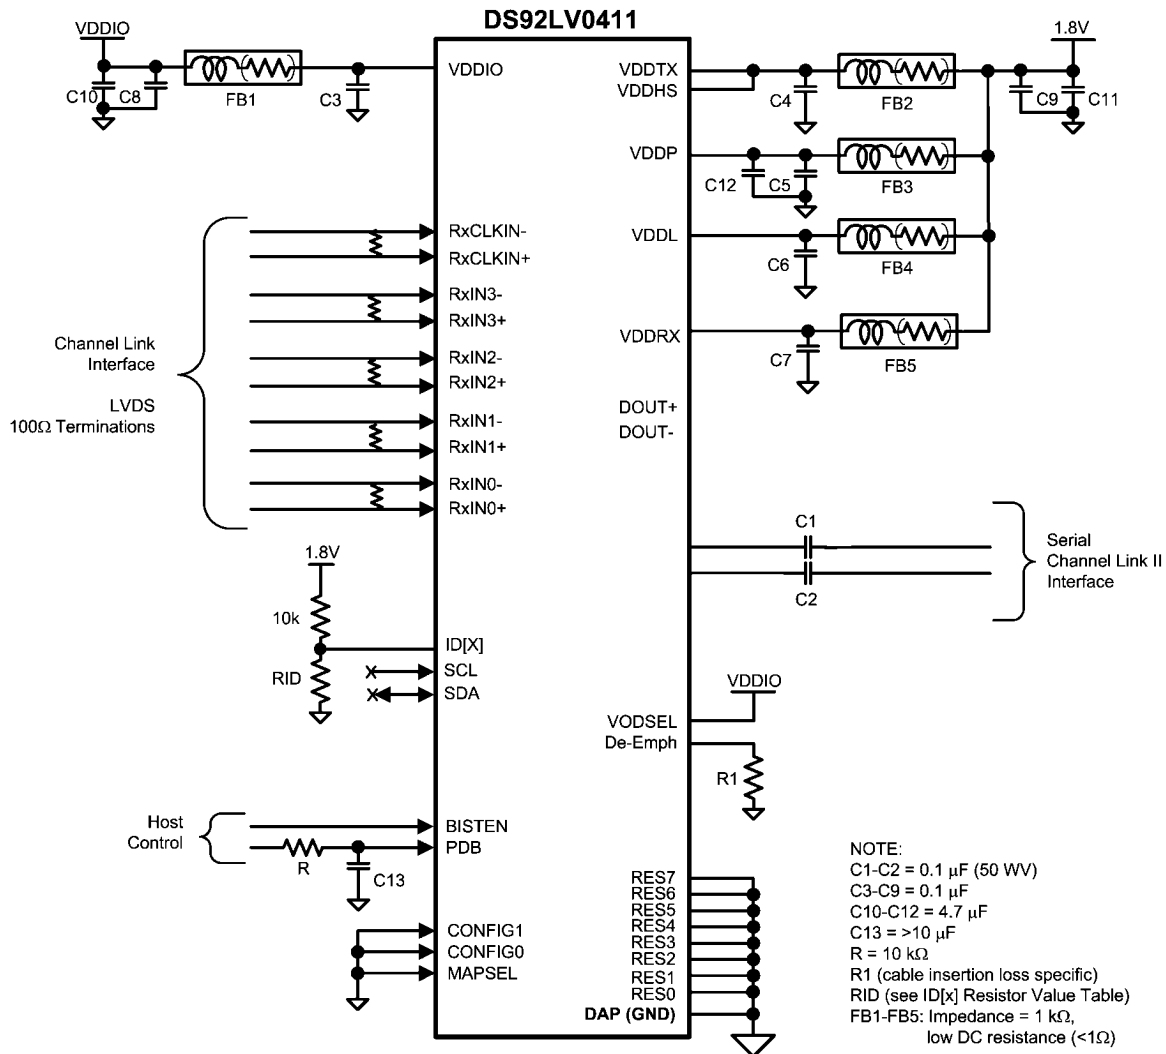 DS92LV0411
VDDIO
C10
C8
FB1
C3
VDDIO
VDDTX
VDDHS
C4
FB2
1.8V
C9
C11
VDDP
C12
C5
FB3
VDDL
C6
FB4
VDDRX
C7
FB5
Channel Link
Interface
LVDS
100Ω Terminations
RxCLKIN-
RxCLKIN+
RxIN3-
RxIN3+
RxIN2-
RxIN2+
RxIN1-
RxIN1+
RxIN0-
RxIN0+
DOUT+
DOUT-
C1
C2
Serial
Channel Link II
Interface
1.8V
10k
RID
ID[X]
SCL
SDA
VDDIO
VODSEL
De-Emph
R1
Host
Control
R
C13
BISTEN
PDB
CONFIG1
CONFIG0
MAPSEL
RES7
RES6
RES5
RES4
RES3
RES2
RES1
RES0
DAP (GND)
NOTE:
C1-C2 = 0.1 μF (50 WV)
C3-C9 = 0.1 μF
C10-C12 = 4.7 μF
C13 = >10 μF
R = 10 kΩ
R1 (cable insertion loss specific)
RID (see ID[x] Resistor Value Table)
FB1-FB5: Impedance = 1 kΩ,
low DC resistance (<1Ω)